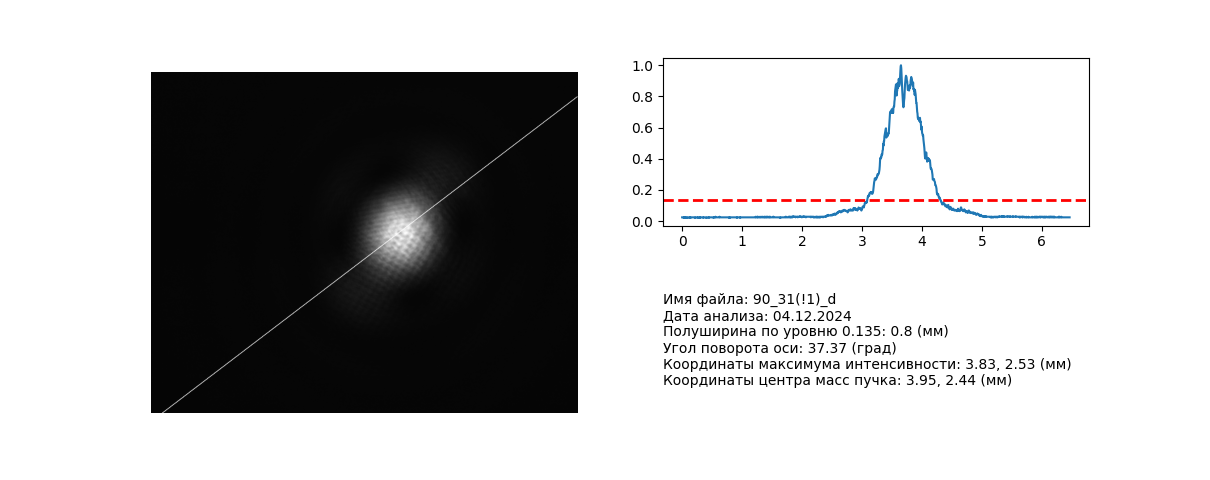 1.0
0.8
0.6
0.4
0.2
0.0
0 1 2 3 4 5 6
Имя файла: 90_31(!1)_d
Дата анализа: 04.12.2024
Полуширина по уровню 0.135: 0.8 (мм)
Угол поворота оси: 37.37 (град)
Координаты максимума интенсивности: 3.83, 2.53 (мм)
Координаты центра масс пучка: 3.95, 2.44 (мм)